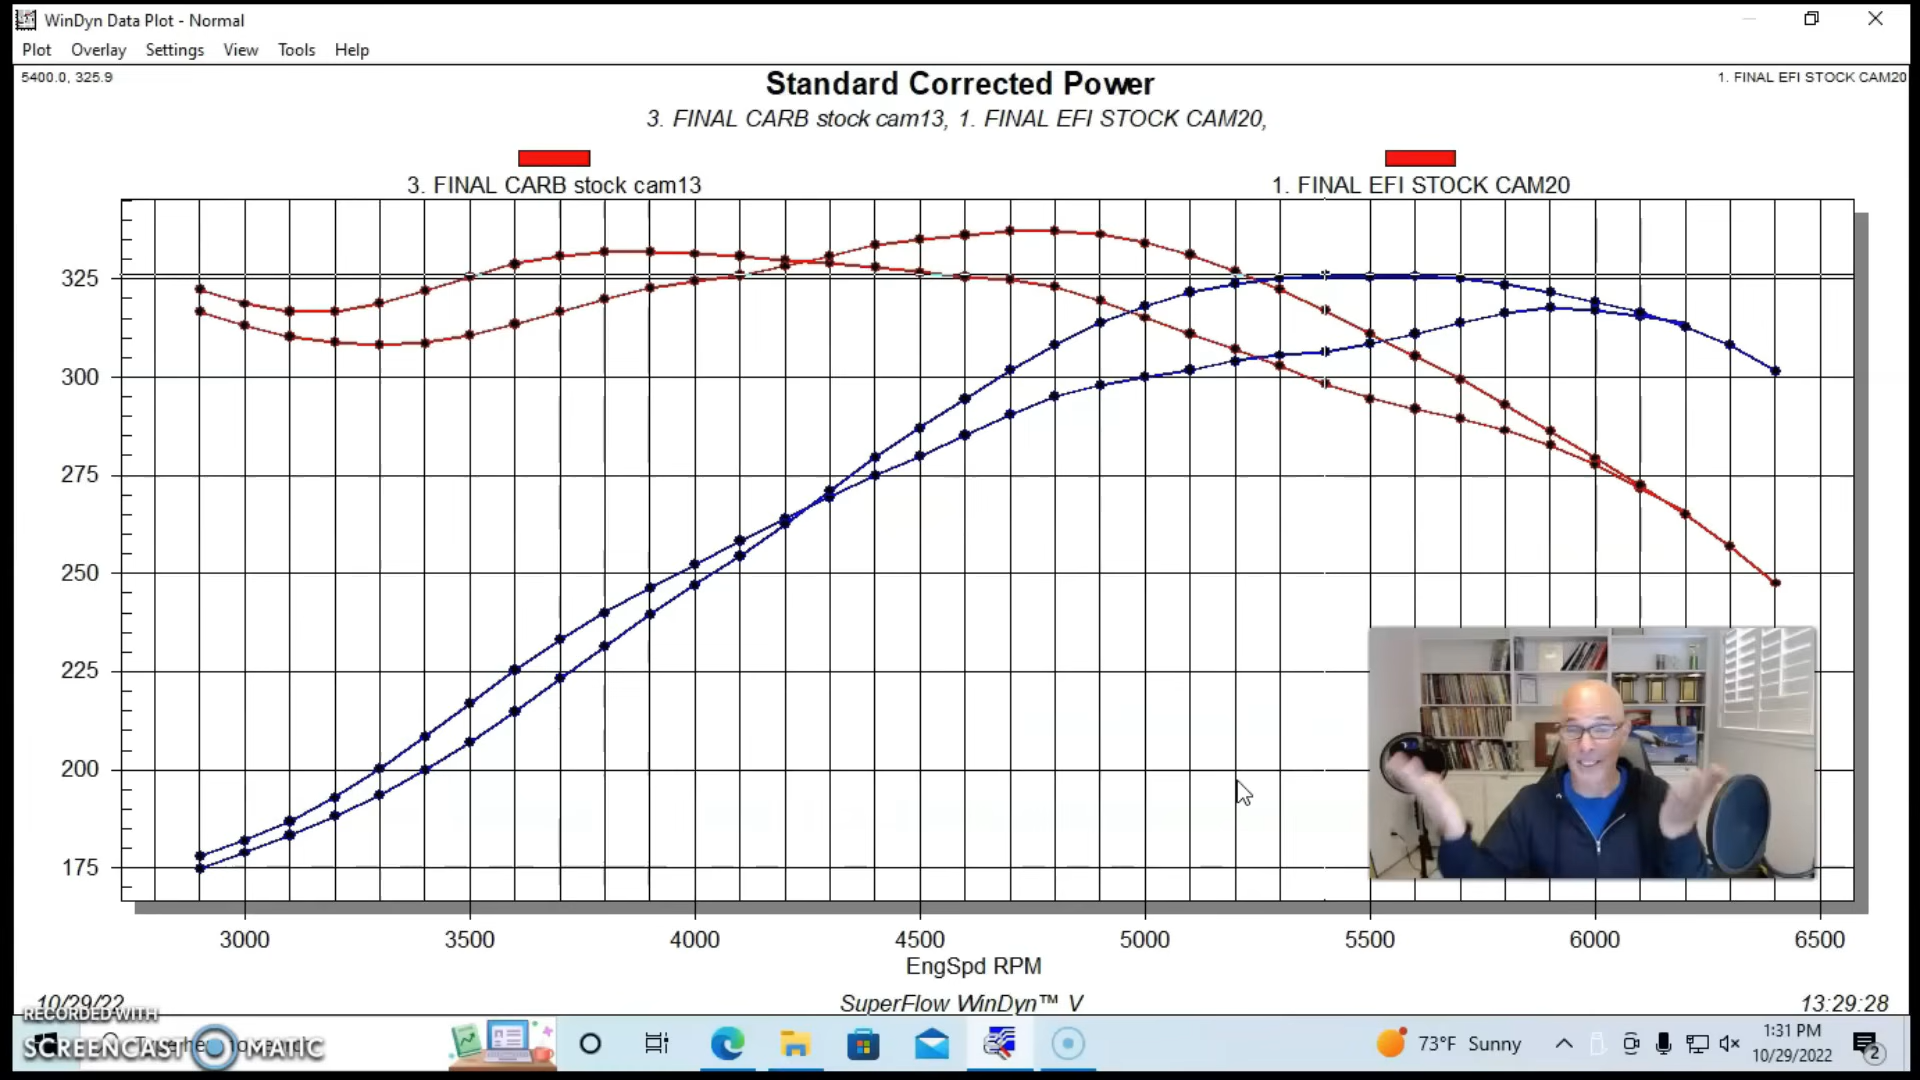 WinDyn Data Plot - Normal
Plot Overlay Settings View Tools Help
5400.0, 325.9
1. FINAL EFI STOCK CAM20
Standard Corrected Power
3. FINAL CARB stock cam13, 1. FINAL EFI STOCK CAM20,
3. FINAL CARB stock cam13
1. FINAL EFI STOCK CAM20
325
300
275
250
225
200
175
3000 3500 4000 4500 5000 5500 6000 6500
EngSpd RPM
10/29/22
SuperFlow WinDyn™ V
13:29:28
RECORDED WITH
SCREENCAST O MATIC
73°F Sunny
1:31 PM
10/29/2022
2